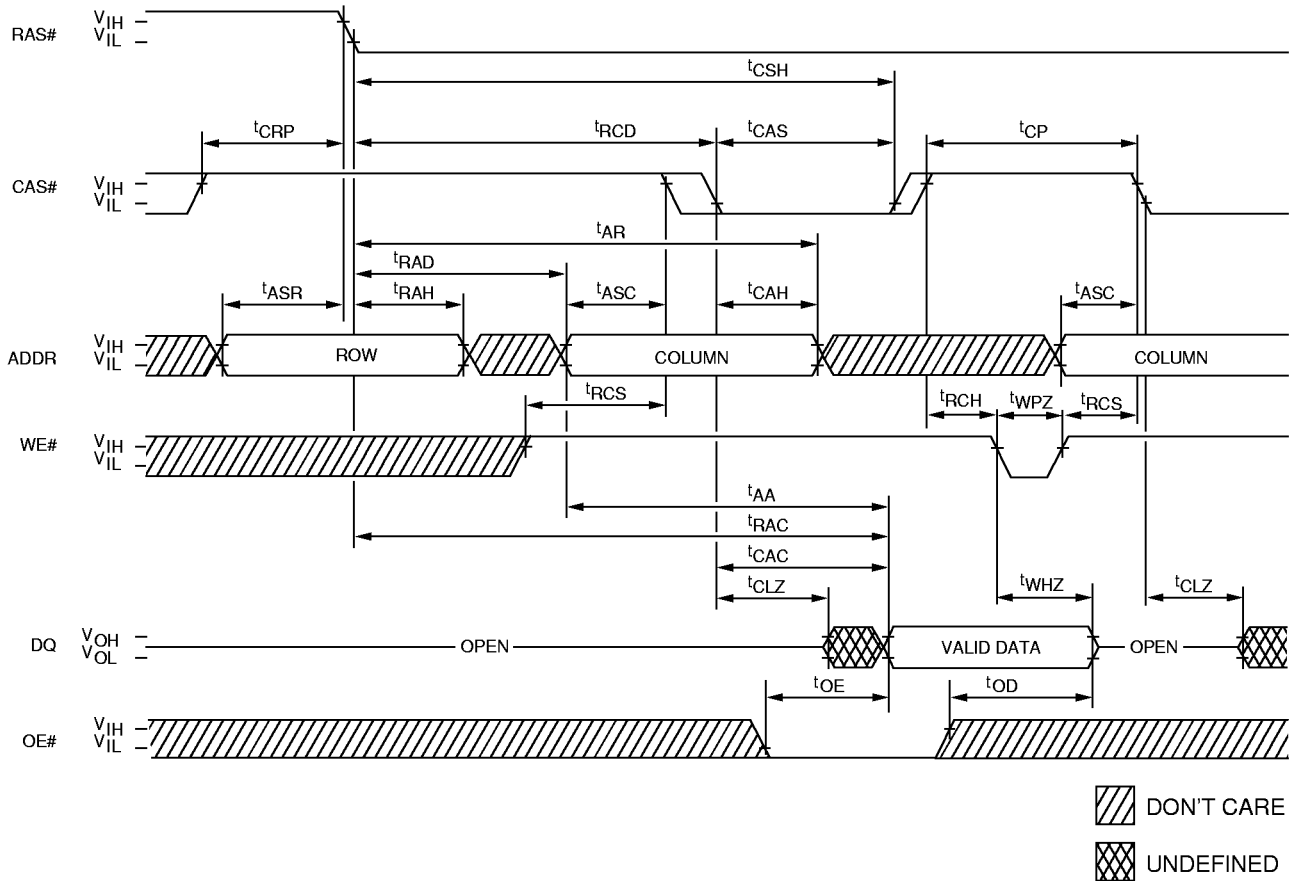 RAS# VIH
VIL
tCSH
tCRP tRCD tCAS tCP
CAS# VIH
VIL
tAR
tRAD
tASR tRAH tASC tCAH tASC
ADDR VIH
VIL
ROW COLUMN COLUMN
tRCS tRCH tWPZ tRCS
WE# VIH
VIL
tAA
tRAC
tCAC
tCLZ tWHZ tCLZ
DQ VOH
VOL
OPEN VALID DATA OPEN
tOE tOD
OE# VIH
VIL
DON'T CARE
UNDEFINED